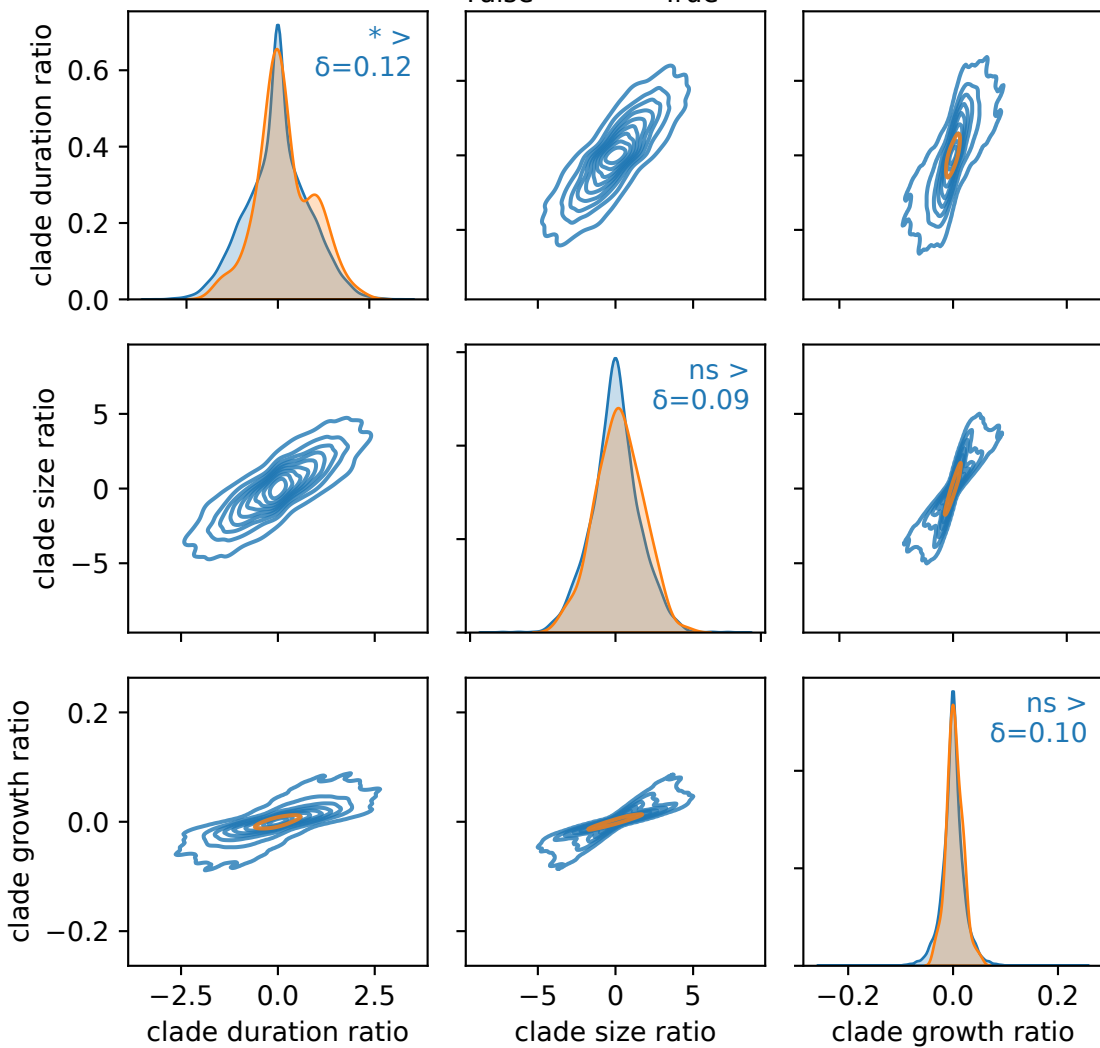 clade duration ratio
0.6
0.4
0.2
0.0
* >
δ=0.12
clade size ratio
5
0
−5
ns >
δ=0.09
clade growth ratio
0.2
0.0
−0.2
ns >
δ=0.10
−2.5 0.0 2.5
−5 0 5
−0.2 0.0 0.2
clade duration ratio
clade size ratio
clade growth ratio